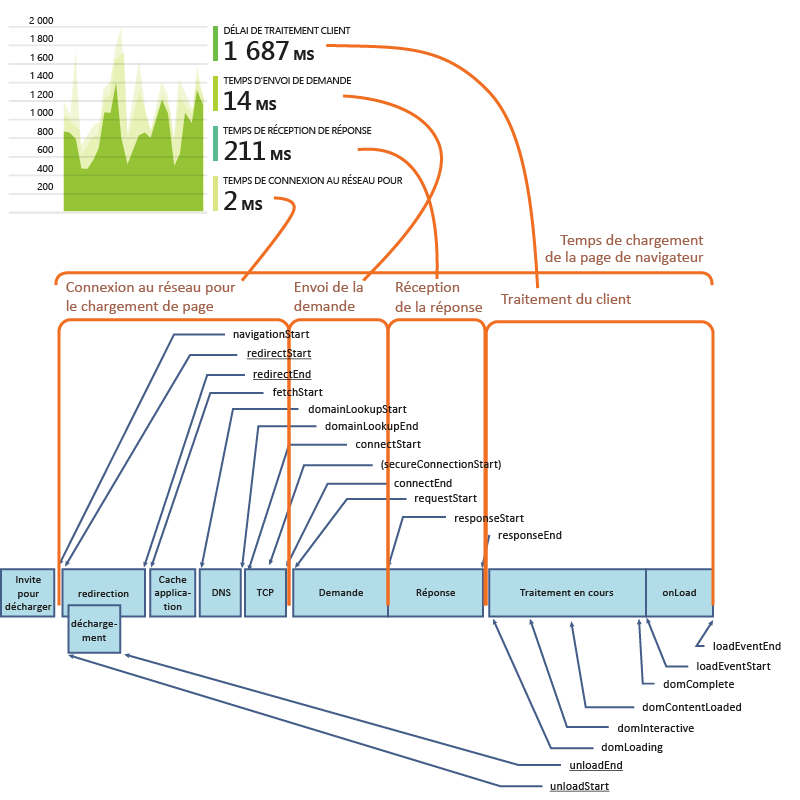 2 000
1 800
1 600
1 400
1 200
1 000
800
600
400
200
DÉLAI DE TRAITEMENT CLIENT
1 687 MS
TEMPS D'ENVOI DE DEMANDE
14 MS
TEMPS DE RÉCTION DE RÉPONSE
211 MS
TEMPS DE CONNEXION AU RÉSEAU POUR
2 MS
Temps de chargement
de la page de navigateur
Connexion au réseau pour
le chargement de page
Envoi de la
demande
Réception
de la réponse
Traitement du client
navigationStart
redirectStart
redirectEnd
fetchStart
domainLookupStart
domainLookupEnd
connectStart
(secureConnectionStart)
connectEnd
requestStart
responseStart
responseEnd
Invite
pour
décharger
redirection
Cache
applica-
tion
DNS
TCP
Demande
Réponse
Traitement en cours
onLoad
décharge-
ment
loadEventEnd
loadEventStart
domComplete
domContentLoaded
domInteractive
domLoading
unloadEnd
unloadStart